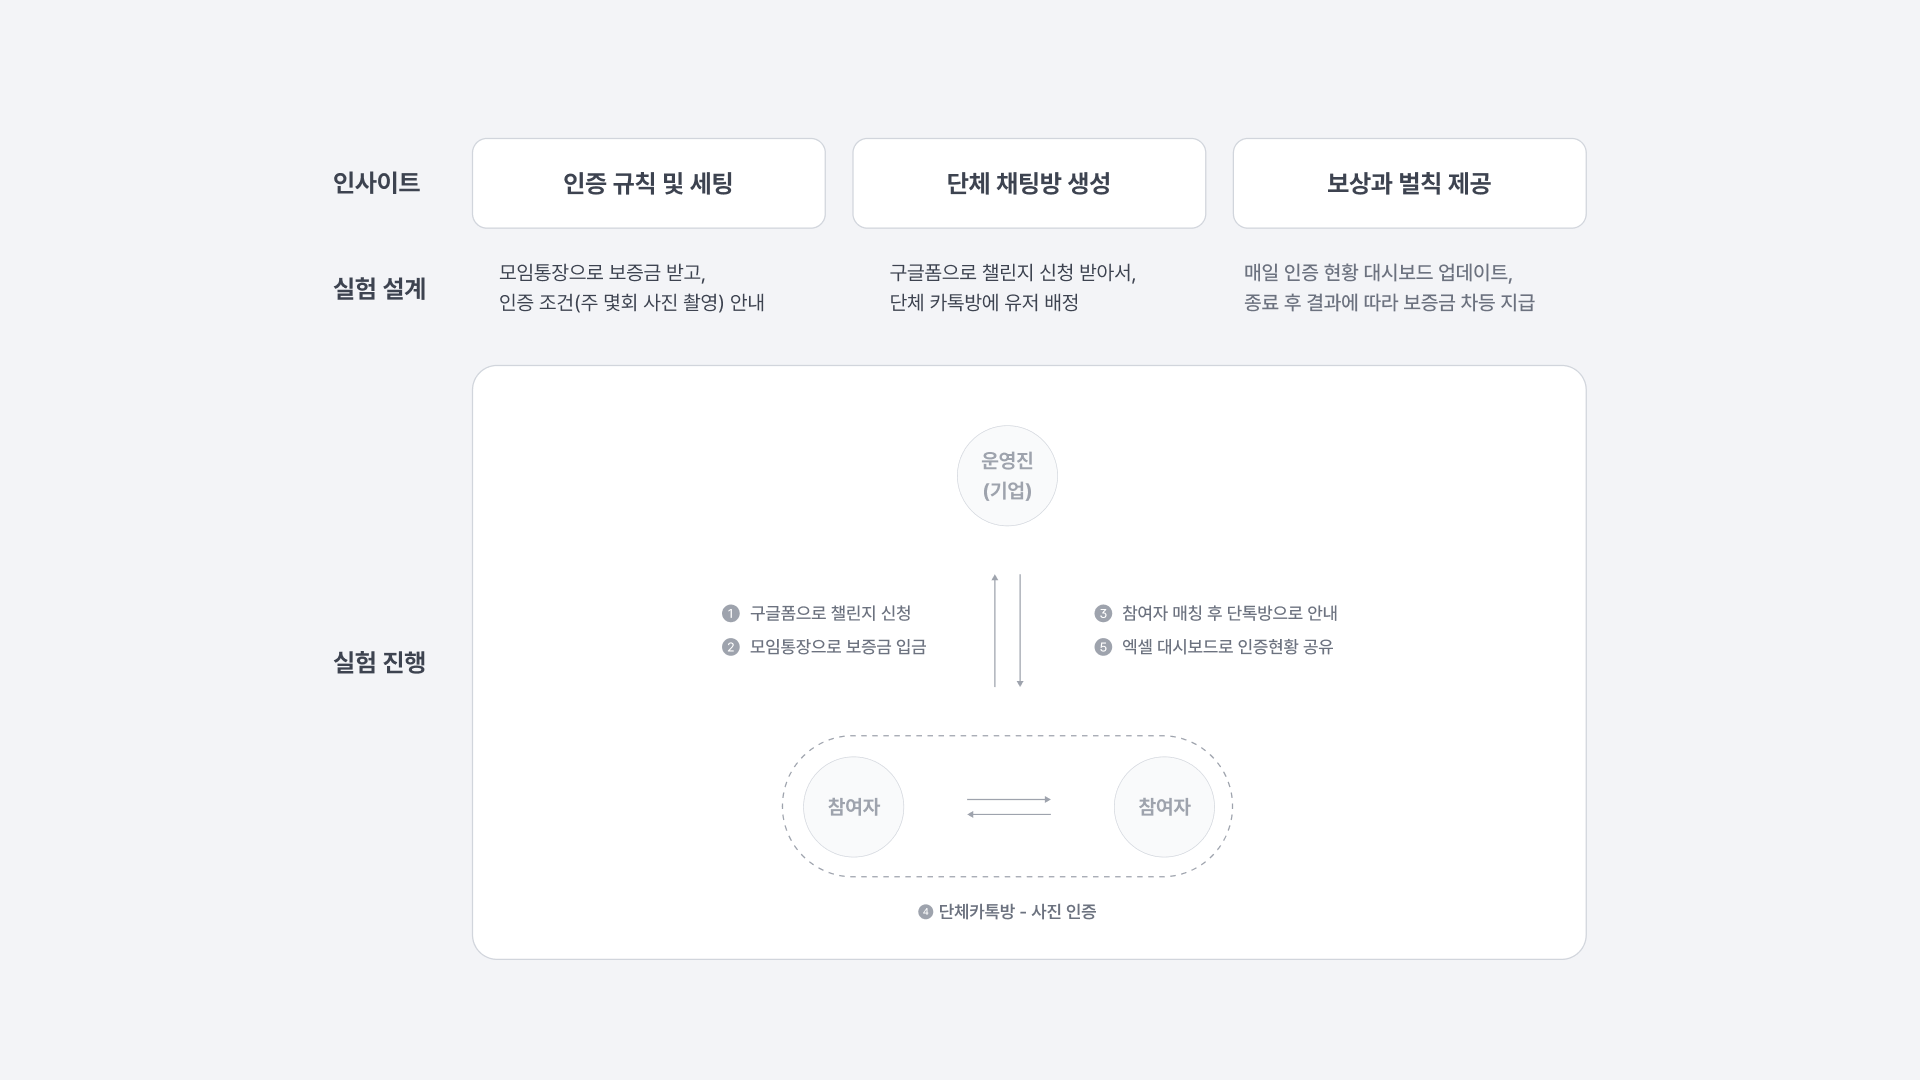 인사이트
인증 규칙 및 세팅
단체 채팅방 생성
보상과 벌칙 제공
실험 설계
모임통장으로 보증금 받고,
인증 조건(주 몇회 사진 촬영) 안내
구글폼으로 챌린지 신청 받아서,
단체 카톡방에 유저 배정
매일 인증 현황 대시보드 업데이트,
종료 후 결과에 따라 보증금 차등 지급
실험 진행
운영진
(기업)
1 구글폼으로 챌린지 신청
2 모임통장으로 보증금 입금
3 참여자 매칭 후 단톡방으로 안내
5 엑셀 대시보드로 인증현황 공유
참여자
참여자
4 단체카톡방 - 사진 인증